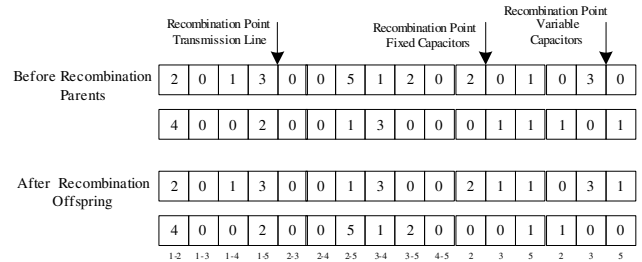 Recombination Point
Transmission Line
Recombination Point
Fixed Capacitors
Recombination Point
Variable
Capacitors
Before Recombination
Parents
2 0 1 3 0 0 5 1 2 0 2 0 1 0 3 0
4 0 0 2 0 0 1 3 0 0 0 1 1 1 0 1
After Recombination
Offspring
2 0 1 3 0 0 1 3 0 0 2 1 1 0 3 1
4 0 0 2 0 0 5 1 2 0 0 0 1 1 0 0
1-2 1-3 1-4 1-5 2-3 2-4 2-5 3-4 3-5 4-5 2 3 5 2 3 5